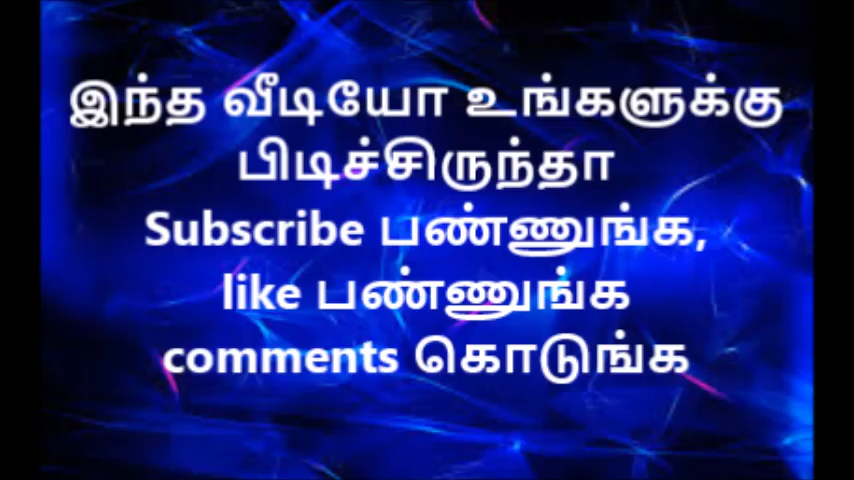 இந்த வீடியோ உங்களுக்கு
பிடிச்சிருந்தா
Subscribe பண்ணுங்க,
like பண்ணுங்க
comments கொடுங்க